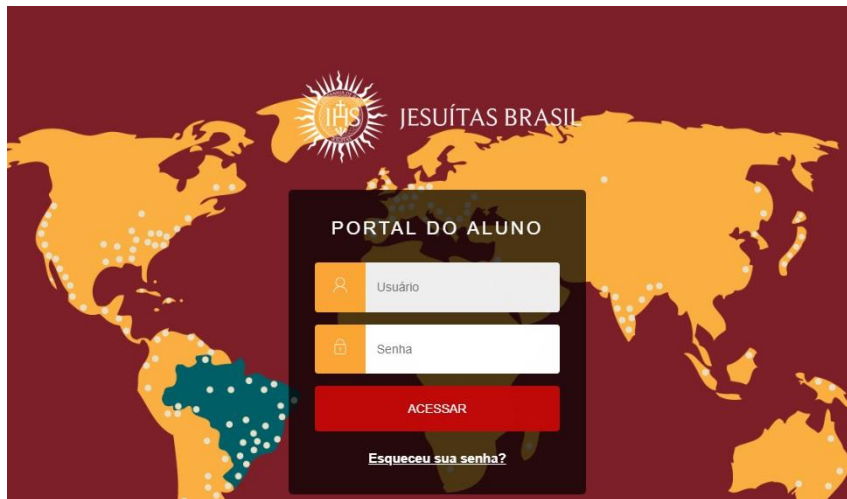 IHS
JESUÍTAS BRASIL
PORTAL DO ALUNO
Usuário
Senha
ACESSAR
Esqueceu sua senha?